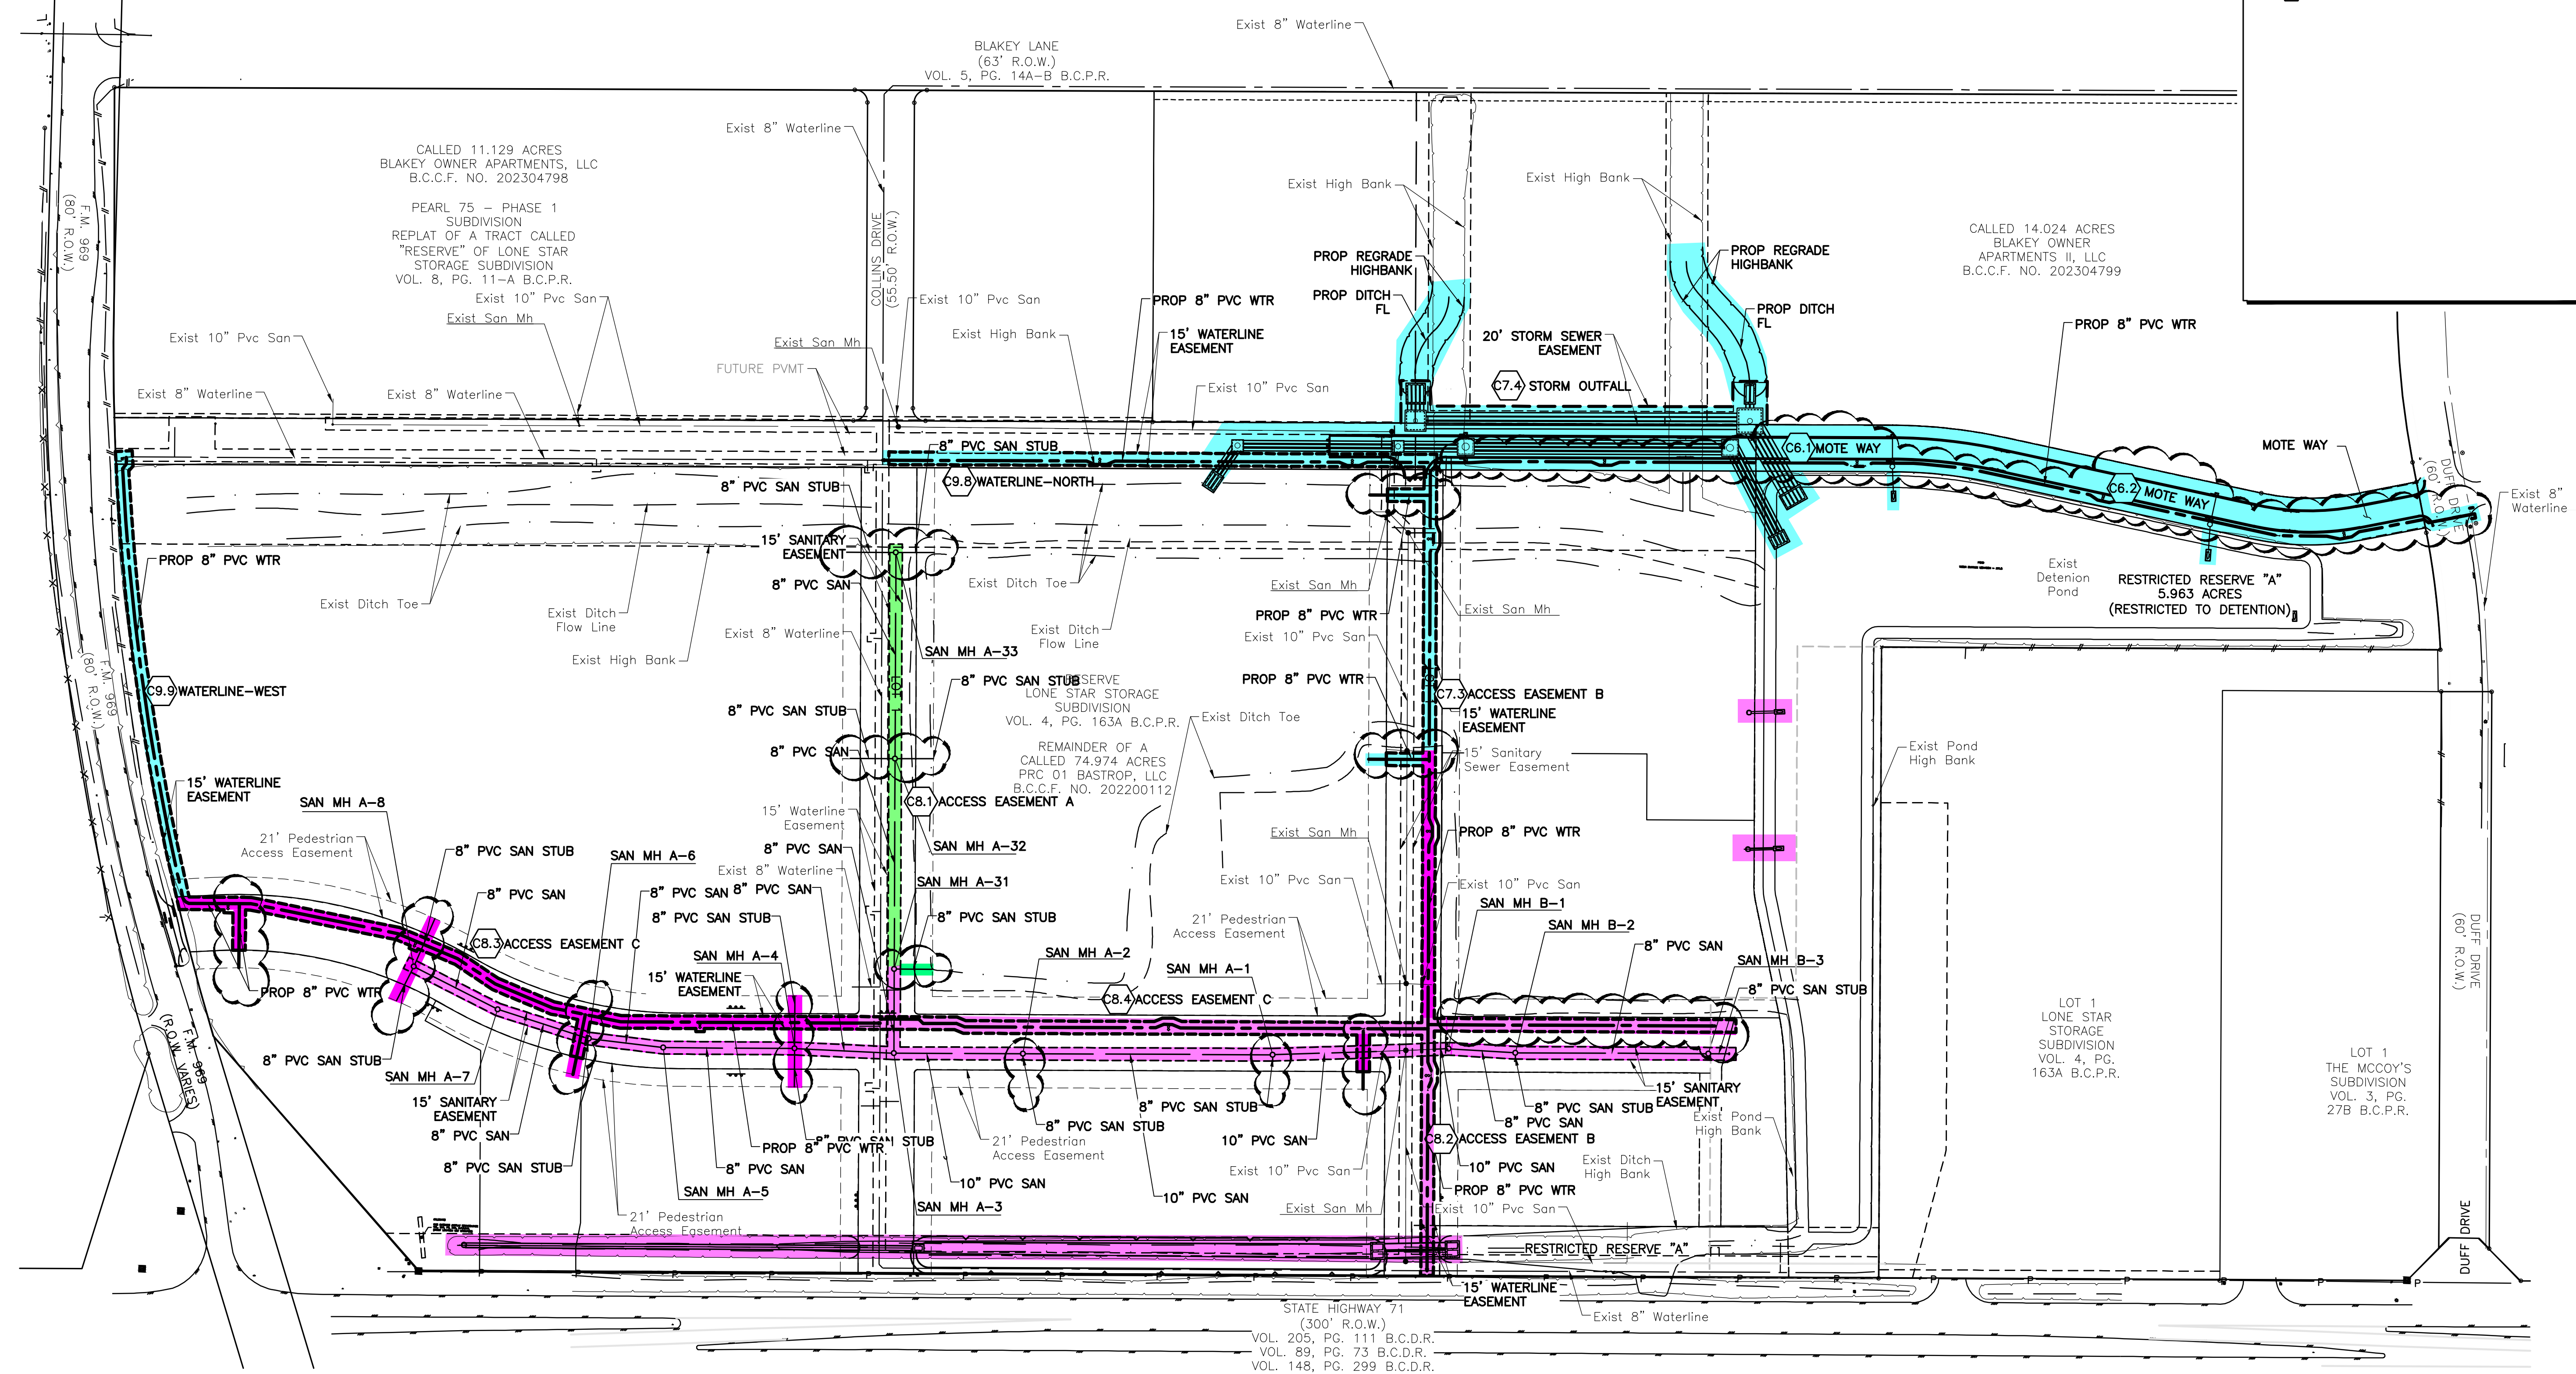 Exist 8" Waterline
BLAKEY LANE
(63' R.O.W.)
VOL. 5, PG. 14A-B B.C.P.R.
Exist 8" Waterline
CALLED 11.129 ACRES
BLAKEY OWNER APARTMENTS, LLC
B.C.C.F. NO. 202304798
PEARL 75 - PHASE 1
SUBDIVISION
REPLAT OF A TRACT CALLED
"RESERVE" OF LONE STAR
STORAGE SUBDIVISION
VOL. 8, PG. 11-A B.C.P.R.
F.M. 969
(80' R.O.W.)
COLLINS DRIVE
(55.50' R.O.W.)
Exist High Bank
Exist High Bank
CALLED 14.024 ACRES
BLAKEY OWNER
APARTMENTS II, LLC
B.C.C.F. NO. 202304799
PROP REGRADE
HIGHBANK
PROP REGRADE
HIGHBANK
PROP DITCH
FL
PROP DITCH
FL
Exist 10" Pvc San
Exist San Mh
Exist 10" Pvc San
Exist San Mh
Exist 10" Pvc San
Exist High Bank
PROP 8" PVC WTR
15' WATERLINE
EASEMENT
20' STORM SEWER
EASEMENT
PROP 8" PVC WTR
FUTURE PVMT
Exist 8" Waterline
Exist 8" Waterline
Exist 10" Pvc San
C7.4
STORM OUTFALL
8" PVC SAN STUB
C6.1
MOTE WAY
MOTE WAY
DUFF DRIVE
(60' R.O.W.)
C9.8
WATERLINE-NORTH
8" PVC SAN STUB
C6.2
MOTE WAY
Exist 8"
Waterline
15' SANITARY
EASEMENT
PROP 8" PVC WTR
8" PVC SAN
Exist Ditch Toe
Exist San Mh
Exist Ditch Toe
Exist Ditch
Flow Line
PROP 8" PVC WTR
Exist San Mh
Exist
Detenion
Pond
RESTRICTED RESERVE "A"
5.963 ACRES
(RESTRICTED TO DETENTION)
Exist 8" Waterline
Exist Ditch
Flow Line
Exist 10" Pvc San
Exist High Bank
SAN MH A-33
F.M. 969
(80' R.O.W.)
C9.9
WATERLINE-WEST
8" PVC SAN STUB
RESERVE
LONE STAR STORAGE
SUBDIVISION
VOL. 4, PG. 163A B.C.P.R.
REMAINDER OF A
CALLED 74.974 ACRES
PRC 01 BASTROP, LLC
B.C.C.F. NO. 202200112
PROP 8" PVC WTR
C7.3
ACCESS EASEMENT B
15' WATERLINE
EASEMENT
8" PVC SAN STUB
Exist Ditch Toe
8" PVC SAN
15' Sanitary
Sewer Easement
Exist Pond
High Bank
15' WATERLINE
EASEMENT
SAN MH A-8
C8.1
ACCESS EASEMENT A
15' Waterline
Easement
Exist San Mh
PROP 8" PVC WTR
21' Pedestrian
Access Easement
8" PVC SAN STUB
SAN MH A-6
8" PVC SAN
SAN MH A-32
Exist 8" Waterline
SAN MH A-31
Exist 10" Pvc San
Exist 10" Pvc San
8" PVC SAN
8" PVC SAN
8" PVC SAN
SAN MH B-1
8" PVC SAN STUB
8" PVC SAN STUB
21' Pedestrian
Access Easement
SAN MH B-2
C8.3
ACCESS EASEMENT C
SAN MH A-4
SAN MH A-2
SAN MH A-1
8" PVC SAN
SAN MH B-3
15' WATERLINE
EASEMENT
8" PVC SAN STUB
PROP 8" PVC WTR
C8.4
ACCESS EASEMENT C
LOT 1
LONE STAR
STORAGE
SUBDIVISION
VOL. 4, PG.
163A B.C.P.R.
DUFF DRIVE
(60' R.O.W.)
F.M. 969
(R.O.W. VARIES)
8" PVC SAN STUB
SAN MH A-7
15' SANITARY
EASEMENT
LOT 1
THE MCCOY'S
SUBDIVISION
VOL. 3, PG.
27B B.C.P.R.
15' SANITARY
EASEMENT
8" PVC SAN STUB
8" PVC SAN STUB
8" PVC SAN
Exist Pond
High Bank
8" PVC SAN STUB
8" PVC SAN
8" PVC SAN STUB
PROP 8" PVC WTR
21' Pedestrian
Access Easement
10" PVC SAN
C8.2
ACCESS EASEMENT B
8" PVC SAN STUB
8" PVC SAN
Exist 10" Pvc San
10" PVC SAN
Exist Ditch
High Bank
SAN MH A-5
10" PVC SAN
10" PVC SAN
PROP 8" PVC WTR
SAN MH A-3
Exist San Mh
Exist 10" Pvc San
21' Pedestrian
Access Easement
RESTRICTED RESERVE "A"
DUFF DRIVE
15' WATERLINE
EASEMENT
STATE HIGHWAY 71
(300' R.O.W.)
VOL. 205, PG. 111 B.C.D.R.
VOL. 89, PG. 73 B.C.D.R.
VOL. 148, PG. 299 B.C.D.R.
Exist 8" Waterline